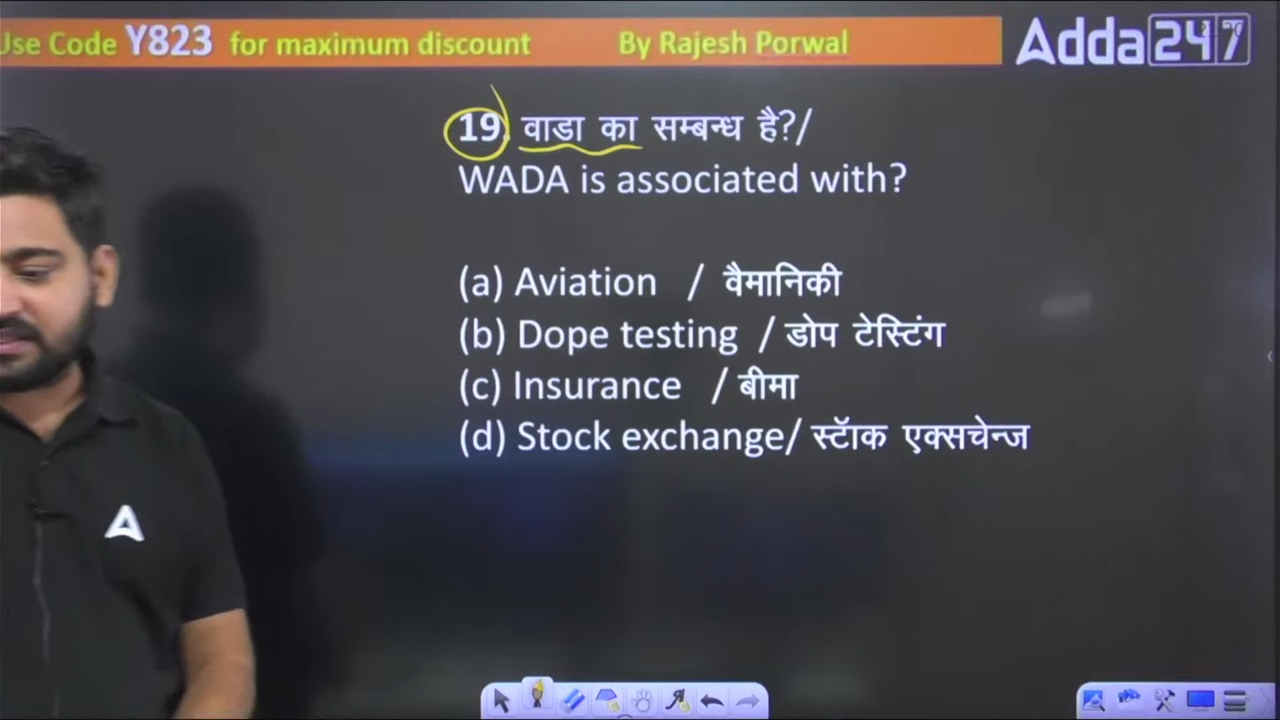 Use Code Y823 for maximum discount By Rajesh Porwal
Adda247
19. वाडा का सम्बन्ध है?/
WADA is associated with?
(a) Aviation / वैमानिकी
(b) Dope testing / डोप टेस्टिंग
(c) Insurance / बीमा
(d) Stock exchange/ स्टॅाक एक्सचेन्ज